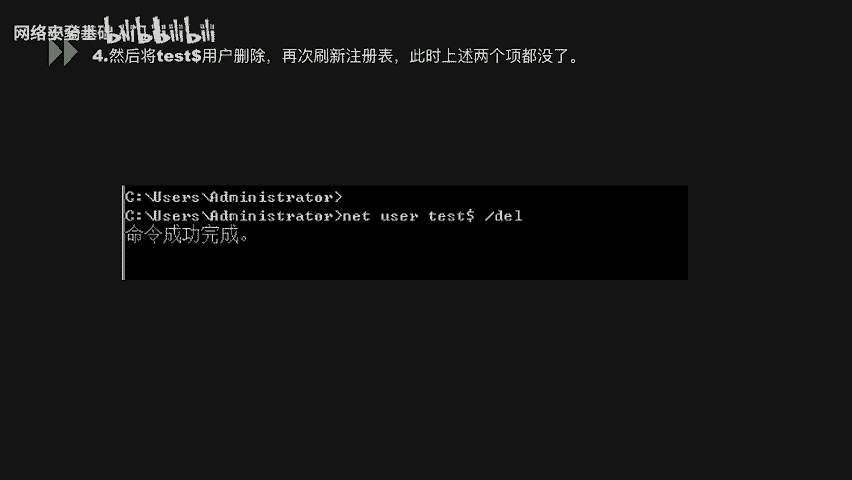 网络安全基础入门
bilibili
4.然后将test$用户删除，再次刷新注册表，此时上述两个项都没了。
C:\Users\Administrator>
C:\Users\Administrator>net user test$ /del
命令成功完成。